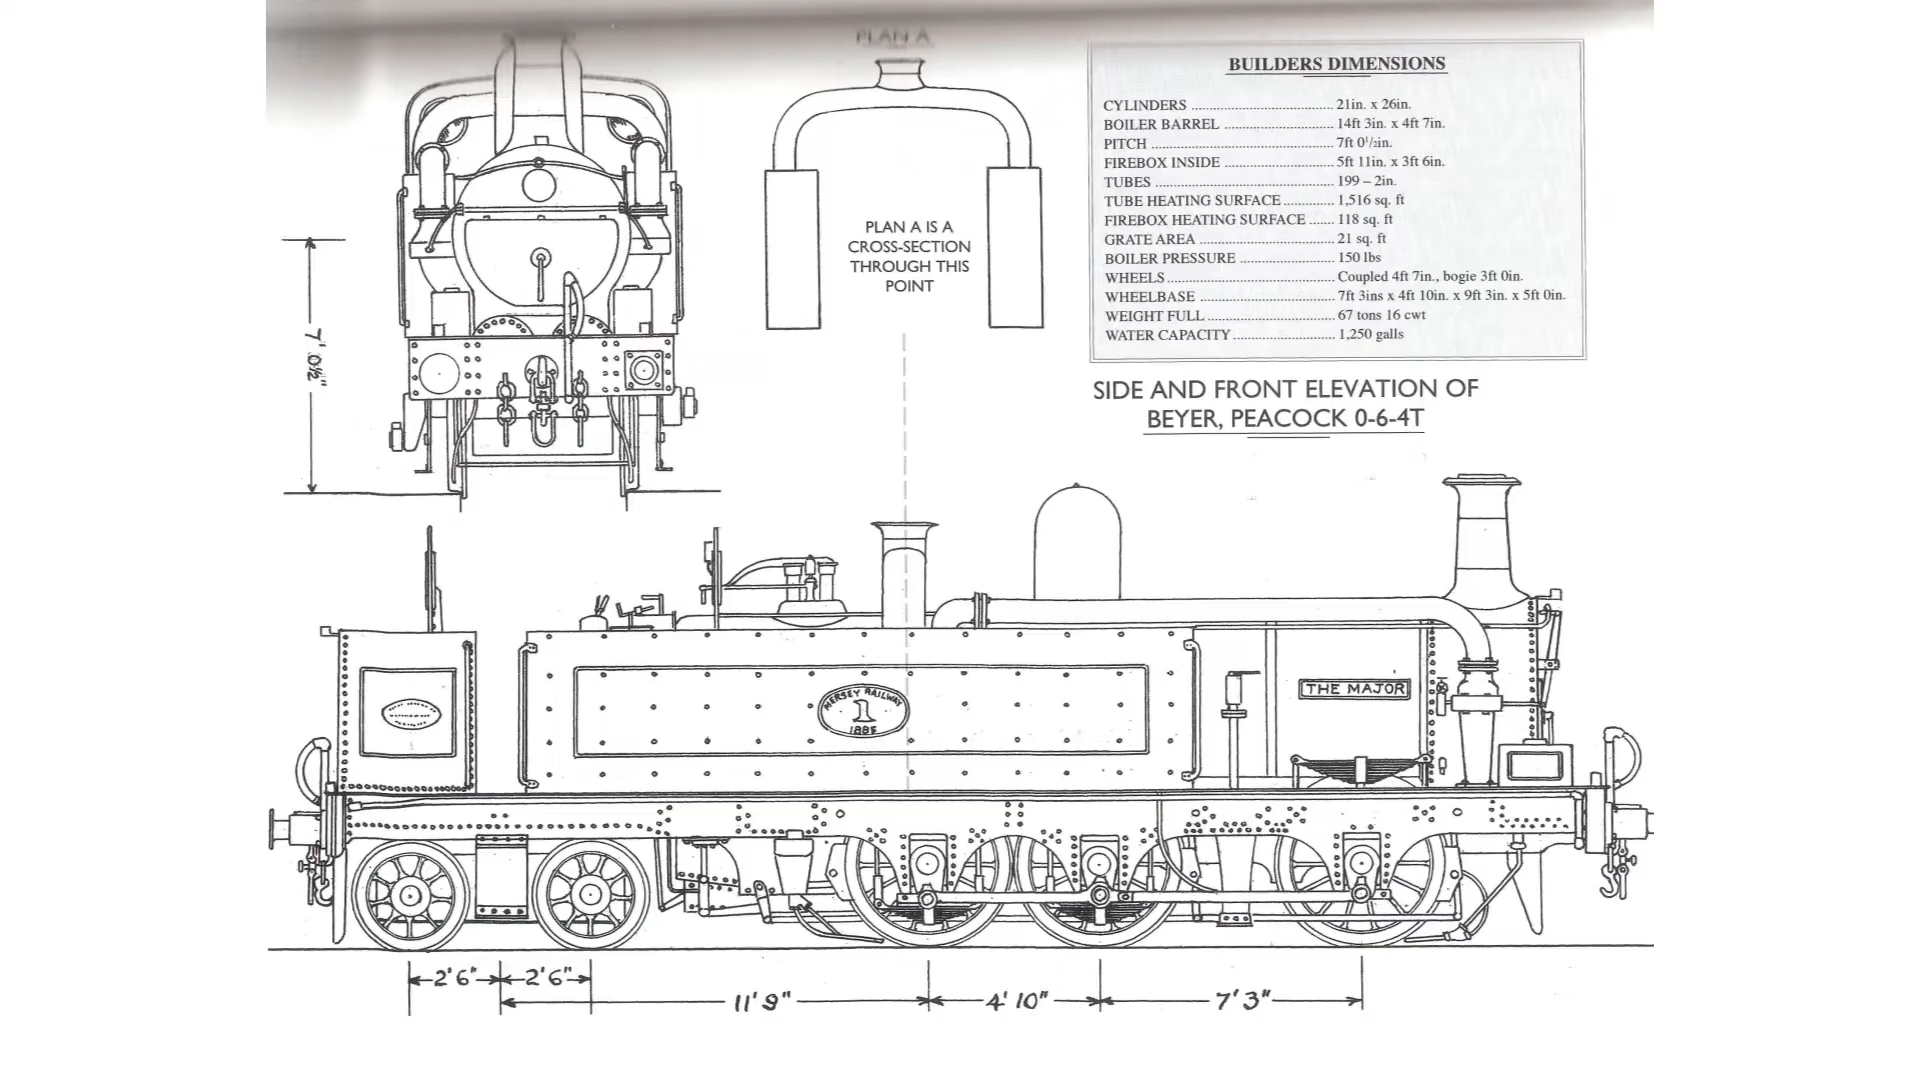 PLAN A
BUILDERS DIMENSIONS
CYLINDERS ........ 21in. x 26in.
BOILER BARREL ........ 14ft 3in. x 4ft 7in.
PITCH ........ 7ft 0½in.
FIREBOX INSIDE ........ 5ft 11in. x 3ft 6in.
TUBES ........ 199 – 2in.
TUBE HEATING SURFACE ........ 1,516 sq. ft
FIREBOX HEATING SURFACE ....... 118 sq. ft
GRATE AREA ........ 21 sq. ft
BOILER PRESSURE ........ 150 lbs
WHEELS ........ Coupled 4ft 7in., bogie 3ft 0in.
WHEELBASE ........ 7ft 3ins x 4ft 10in. x 9ft 3in. x 5ft 0in.
WEIGHT FULL ........ 67 tons 16 cwt
WATER CAPACITY ........ 1,250 galls
PLAN A IS A
CROSS-SECTION
THROUGH THIS
POINT
7' 0½"
SIDE AND FRONT ELEVATION OF
BEYER, PEACOCK 0-6-4T
MERSEY RAILWAY
1
1885
THE MAJOR
2'6" 2'6"
11'9" 4'10" 7'3"